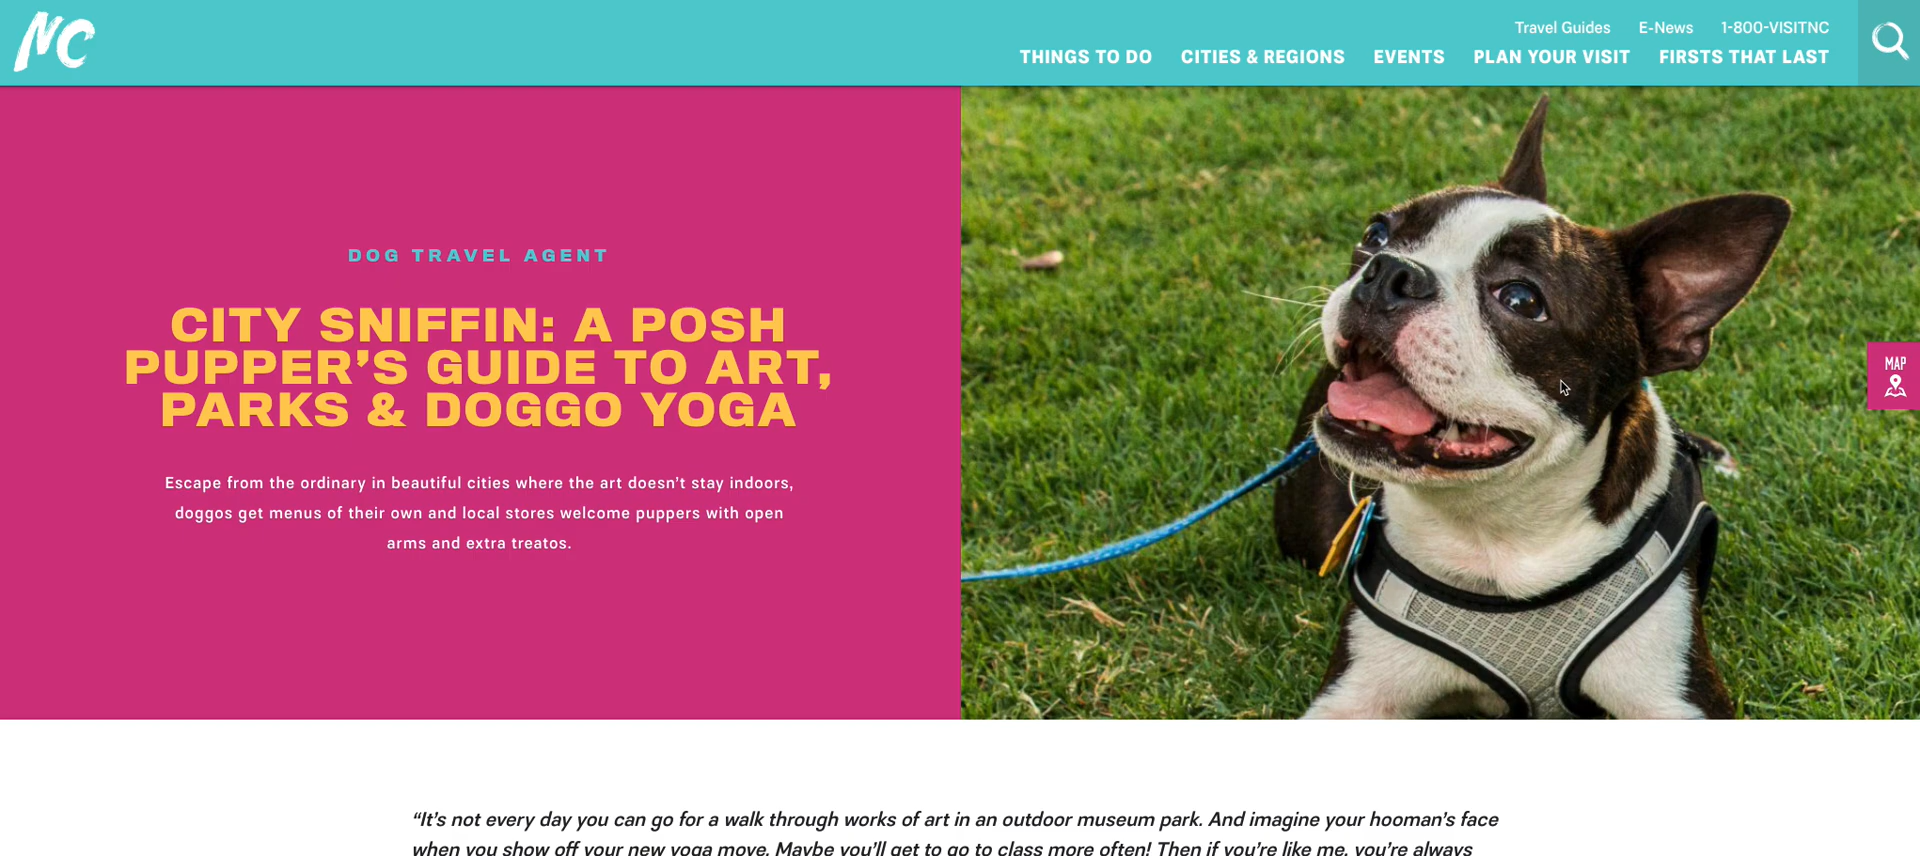 NC
Travel Guides E-News 1-800-VISITNC
THINGS TO DO CITIES & REGIONS EVENTS PLAN YOUR VISIT FIRSTS THAT LAST
DOG TRAVEL AGENT
CITY SNIFFIN: A POSH
PUPPER’S GUIDE TO ART,
PARKS & DOGGO YOGA
Escape from the ordinary in beautiful cities where the art doesn’t stay indoors,
doggos get menus of their own and local stores welcome puppers with open
arms and extra treatos.
MAP
“It’s not every day you can go for a walk through works of art in an outdoor museum park. And imagine your hooman’s face
when you show off your new yoga move. Maybe you’ll get to go to class more often! Then if you’re like me, you’re always